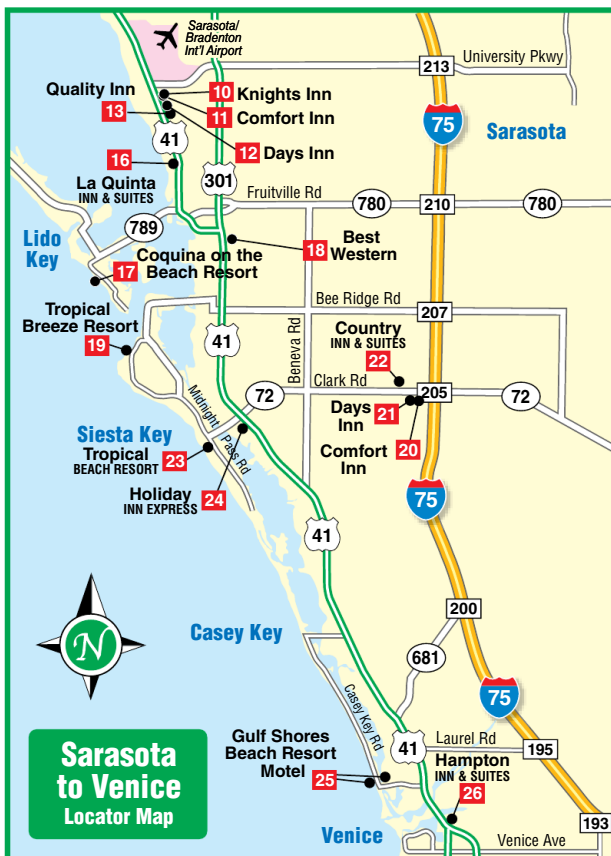 Sarasota/
Bradenton
Int'l Airport
University Pkwy
213
Quality Inn
10 Knights Inn
13
11 Comfort Inn
75
Sarasota
41
12 Days Inn
16
La Quinta
INN & SUITES
301
Fruitville Rd
780
210
780
789
Lido
Key
18 Best
Western
Coquina on the
Beach Resort
17
Bee Ridge Rd
207
Tropical
Breeze Resort
19
41
Beneva Rd
Country
INN & SUITES
22
72
Clark Rd
205
72
Midnight
Pass Rd
Days
Inn
21
20
Comfort
Inn
Siesta Key
Tropical
BEACH RESORT
23
Holiday
INN EXPRESS
24
75
41
200
Casey Key
681
N
Casey Key Rd
75
Gulf Shores
Beach Resort
Motel
25
41
Laurel Rd
195
Hampton
INN & SUITES
26
Sarasota
to Venice
Locator Map
Venice
193
Venice Ave